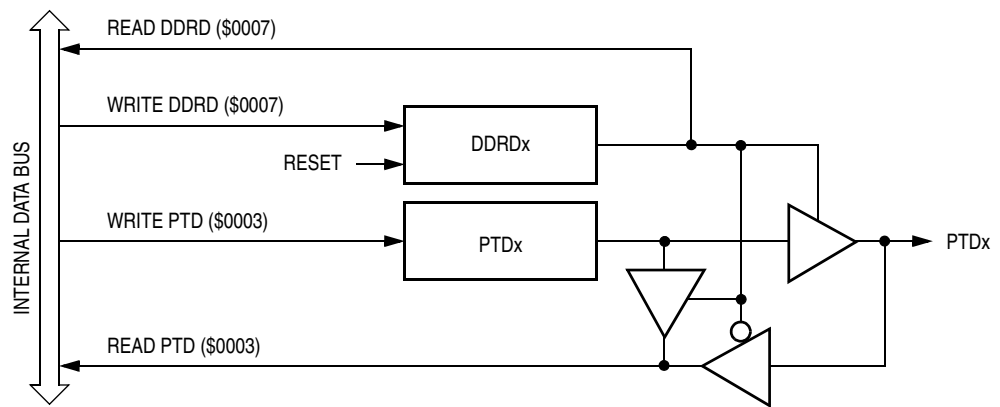 READ DDRD ($0007)
WRITE DDRD ($0007)
DDRDx
RESET
WRITE PTD ($0003)
PTDx
PTDx
READ PTD ($0003)
INTERNAL DATA BUS